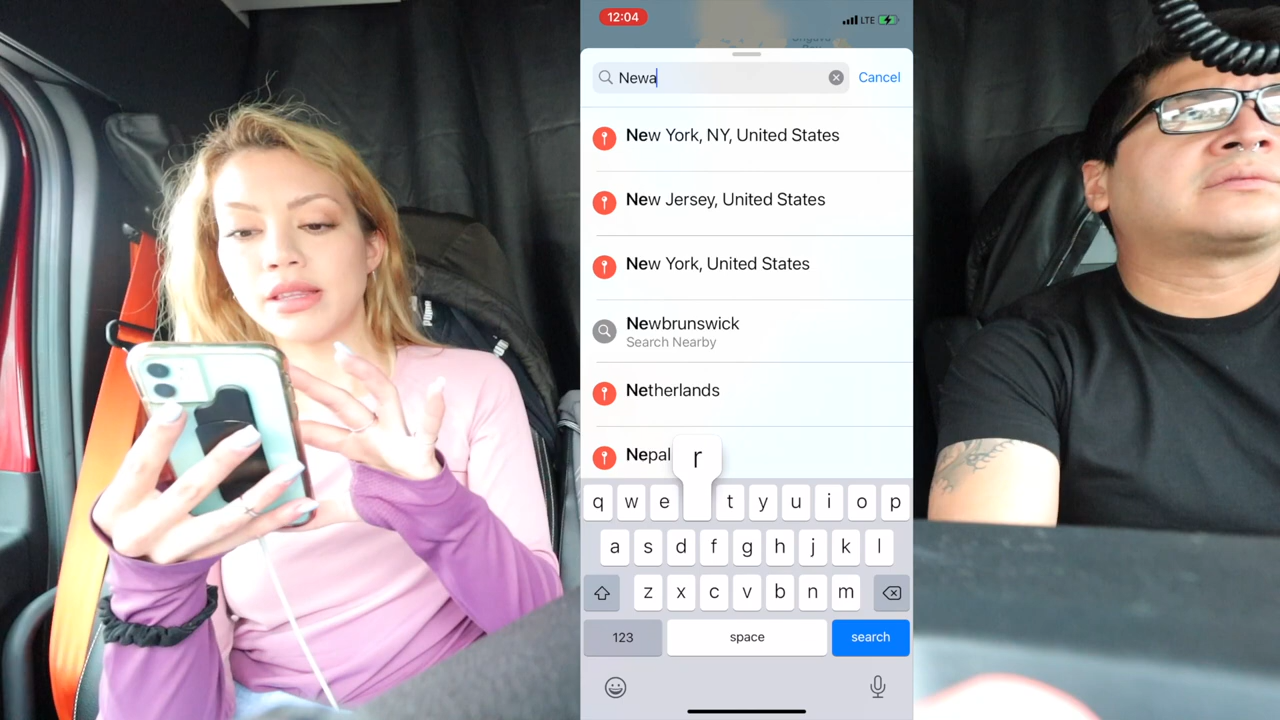 12:04
LTE
Newa
Cancel
New York, NY, United States
New Jersey, United States
New York, United States
Newbrunswick
Search Nearby
Netherlands
Nepal
r
q w e t y u i o p
a s d f g h j k l
z x c v b n m
123 space search
PUMA